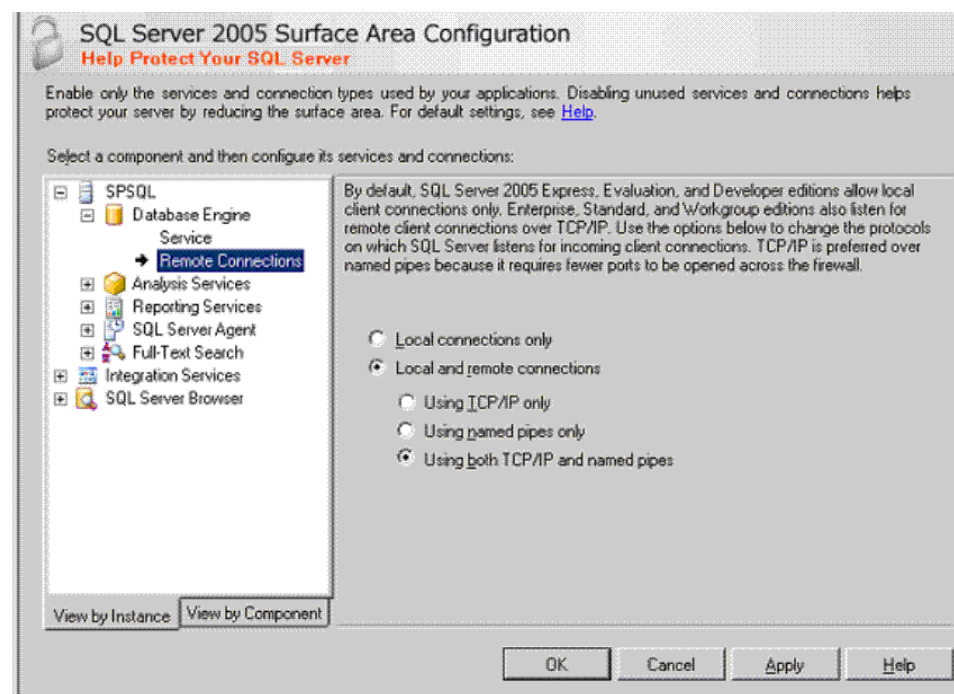 SQL Server 2005 Surface Area Configuration
Help Protect Your SQL Server
Enable only the services and connection types used by your applications. Disabling unused services and connections helps
protect your server by reducing the surface area. For default settings, see Help.
Select a component and then configure its services and connections:
SPSQL
Database Engine
Service
Remote Connections
Analysis Services
Reporting Services
SQL Server Agent
Full-Text Search
Integration Services
SQL Server Browser
View by Instance
View by Component
By default, SQL Server 2005 Express, Evaluation, and Developer editions allow local
client connections only. Enterprise, Standard, and Workgroup editions also listen for
remote client connections over TCP/IP. Use the options below to change the protocols
on which SQL Server listens for incoming client connections. TCP/IP is preferred over
named pipes because it requires fewer ports to be opened across the firewall.
Local connections only
Local and remote connections
Using TCP/IP only
Using named pipes only
Using both TCP/IP and named pipes
OK
Cancel
Apply
Help